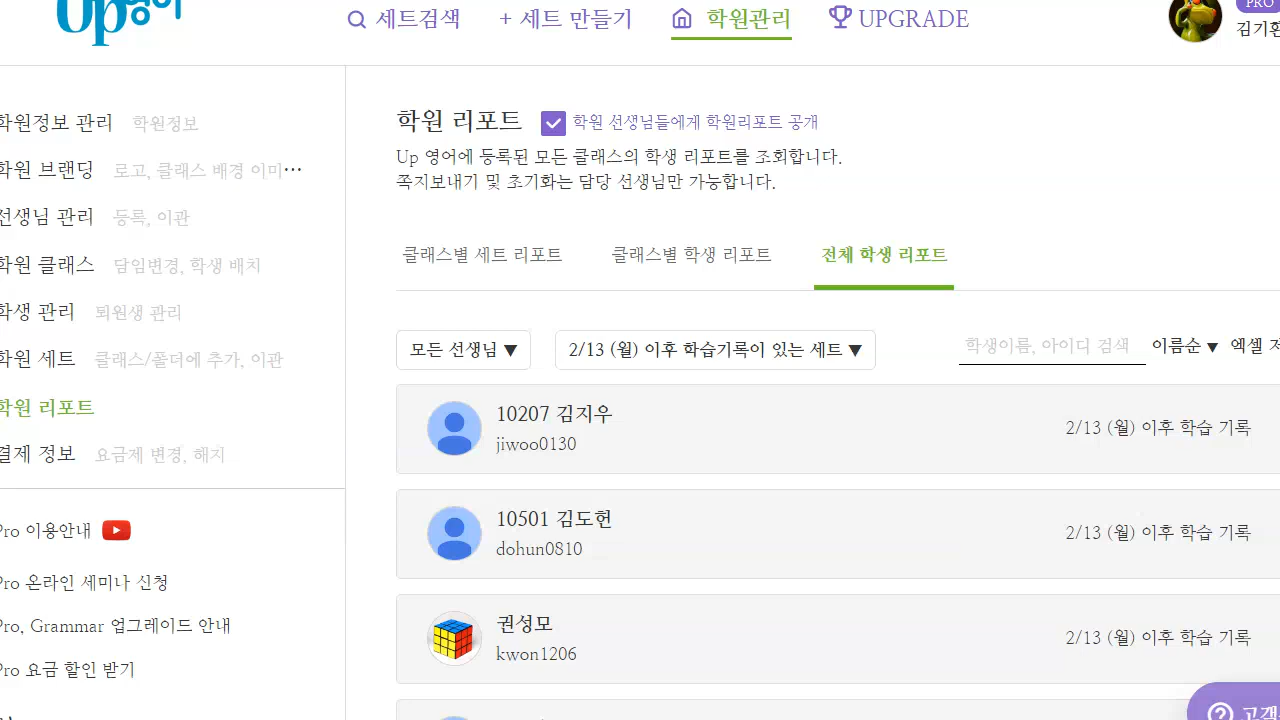 Up영어
세트검색
+ 세트 만들기
학원관리
UPGRADE
PRO
학원정보 관리 학원정보
학원 브랜딩 로고, 클래스 배경 이미…
선생님 관리 등록, 이관
학원 클래스 담임변경, 학생 배치
학생 관리 퇴원생 관리
학원 세트 클래스/폴더에 추가, 이관
학원 리포트
결제 정보 요금제 변경, 해지
Pro 이용안내
Pro 온라인 세미나 신청
Pro, Grammar 업그레이드 안내
Pro 요금 할인 받기
학원 리포트 학원 선생님들에게 학원리포트 공개
Up 영어에 등록된 모든 클래스의 학생 리포트를 조회합니다.
쪽지보내기 및 초기화는 담당 선생님만 가능합니다.
클래스별 세트 리포트 클래스별 학생 리포트 전체 학생 리포트
모든 선생님 ▼ 2/13 (월) 이후 학습기록이 있는 세트 ▼ 학생이름, 아이디 검색 이름순 ▼ 엑셀
10207 김지우
jiwoo0130
2/13 (월) 이후 학습 기록
10501 김도헌
dohun0810
2/13 (월) 이후 학습 기록
권성모
kwon1206
2/13 (월) 이후 학습 기록